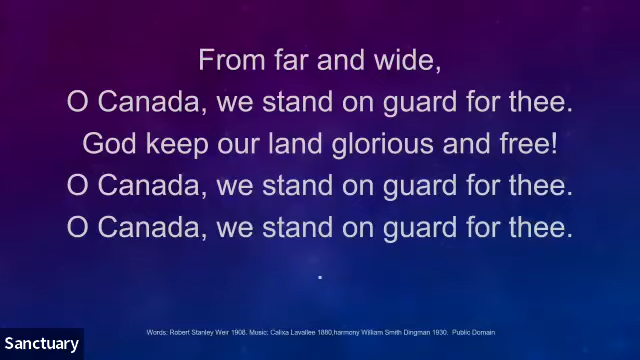 From far and wide,
O Canada, we stand on guard for thee.
God keep our land glorious and free!
O Canada, we stand on guard for thee.
O Canada, we stand on guard for thee.
.
Words: Robert Stanley Weir 1908. Music: Calixa Lavallee 1880,harmony William Smith Dingman 1930. Public Domain
Sanctuary